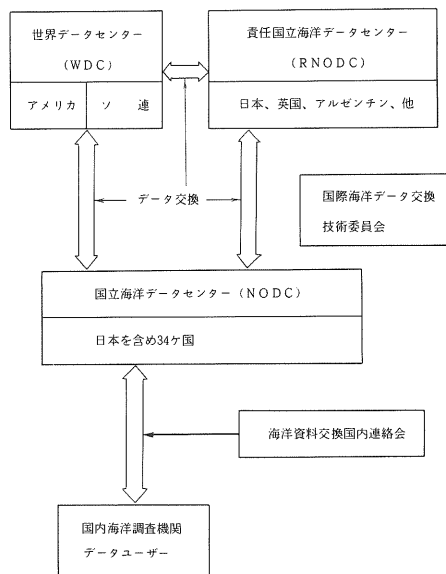 世界データセンター
(WDC)
アメリカ
ソ 連
責任国立海洋データセンター
(RNODC)
日本、英国、アルゼンチン、他
データ交換
国際海洋データ交換
技術委員会
国立海洋データセンター(NODC)
日本を含め34ケ国
海洋資料交換国内連絡会
国内海洋調査機関
データユーザー